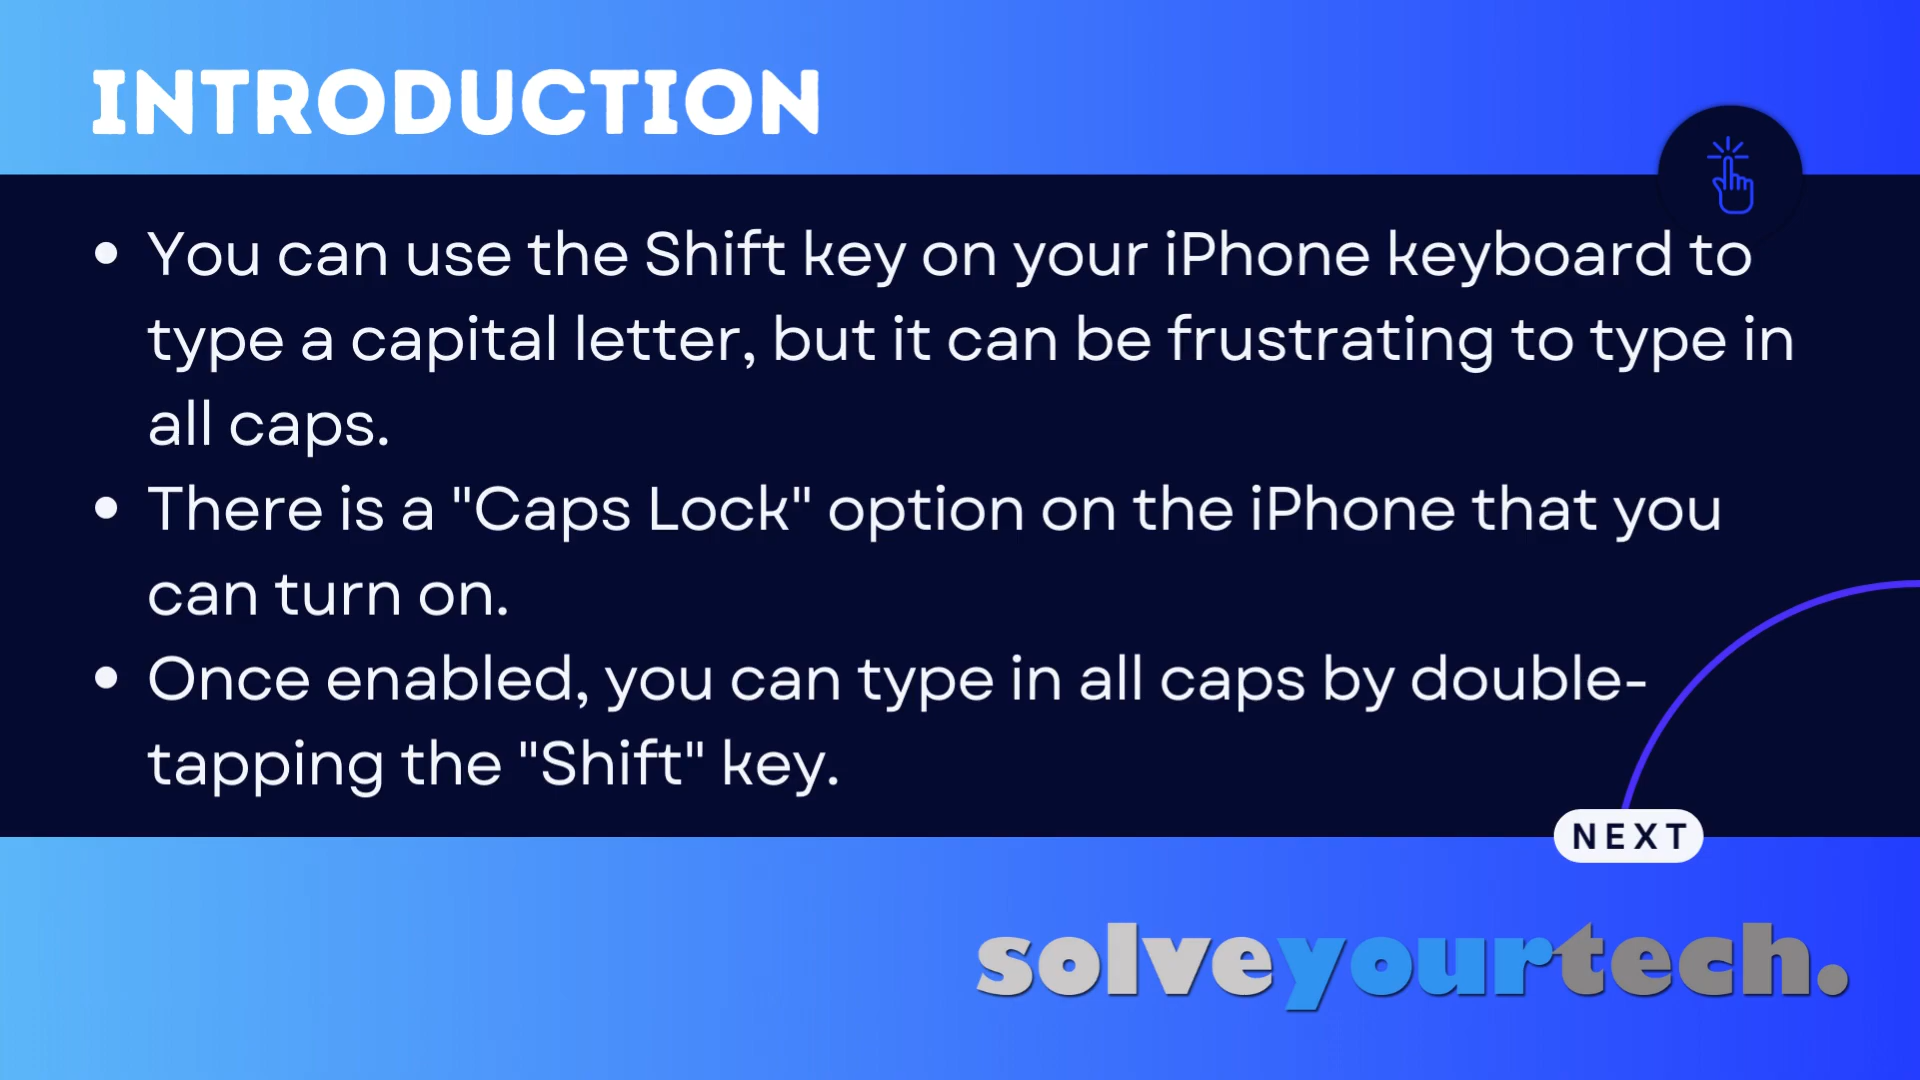 INTRODUCTION
• You can use the Shift key on your iPhone keyboard to
type a capital letter, but it can be frustrating to type in
all caps.
• There is a "Caps Lock" option on the iPhone that you
can turn on.
• Once enabled, you can type in all caps by double-
tapping the "Shift" key.
NEXT
solveyourtech.